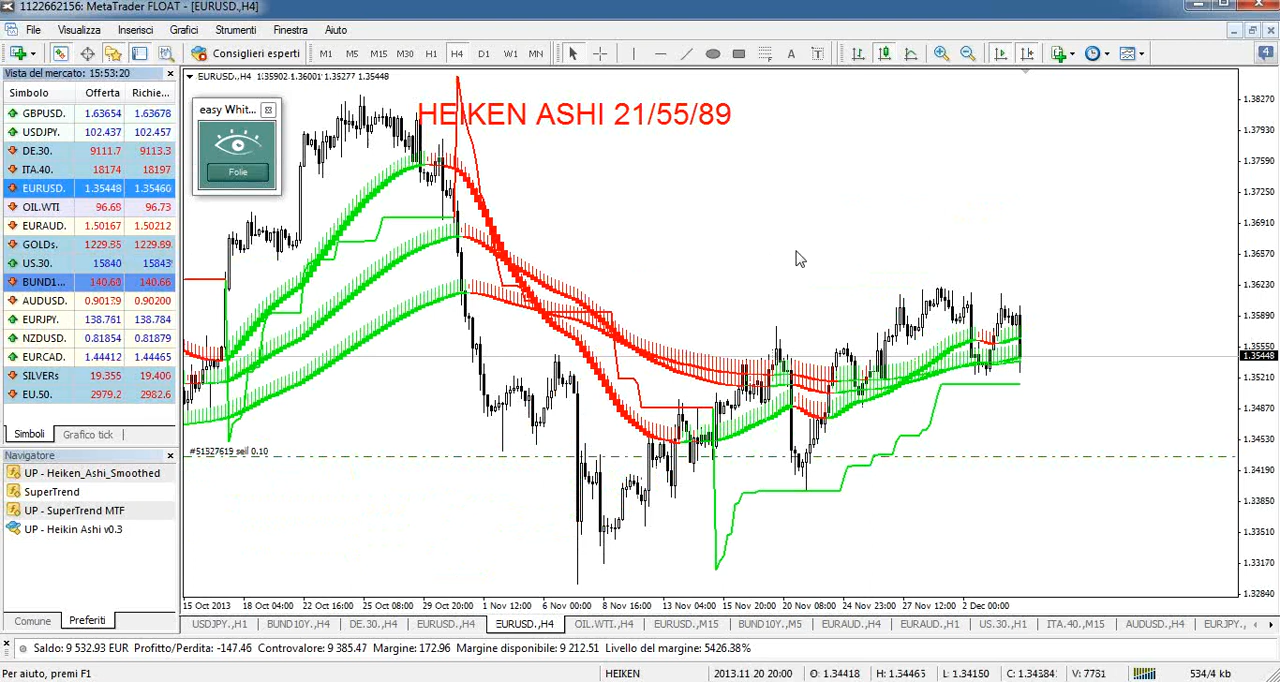 1122662156: MetaTrader FLOAT - [EURUSD.,H4]
File Visualizza Inserisci Grafici Strumenti Finestra Aiuto
Consiglieri esperti M1 M5 M15 M30 H1 H4 D1 W1 MN A T 4
Vista del mercato: 15:53:20
Simbolo Offerta Richie...
GBPUSD. 1.63654 1.63678
USDJPY. 102.437 102.457
DE.30. 9111.7 9113.3
ITA.40. 18174 18197
EURUSD. 1.35448 1.35460
OIL.WTI 96.68 96.73
EURAUD. 1.50167 1.50212
GOLDs. 1229.35 1229.89
US.30. 15840 15843
BUND1... 140.60 140.66
AUDUSD. 0.90179 0.90200
EURJPY. 138.761 138.784
NZDUSD. 0.81854 0.81879
EURCAD. 1.44412 1.44465
SILVERs 19.355 19.400
EU.50. 2979.2 2982.6
Simboli Grafico tick
Navigatore
UP - Heiken_Ashi_Smoothed
SuperTrend
UP - SuperTrend MTF
UP - Heikin Ashi v0.3
Comune Preferiti
EURUSD.,H4 1.35902 1.36001 1.35277 1.35448
easy Whit...
Folie
HEIKEN ASHI 21/55/89
#51527619 sell 0.10
1.38270
1.37930
1.37590
1.37250
1.36910
1.36570
1.36230
1.35890
1.35550
1.35448
1.35210
1.34870
1.34530
1.34190
1.33850
1.33510
1.33170
1.32840
15 Oct 2013 18 Oct 04:00 22 Oct 16:00 25 Oct 08:00 29 Oct 20:00 1 Nov 12:00 6 Nov 00:00 8 Nov 16:00 13 Nov 04:00 15 Nov 20:00 20 Nov 08:00 24 Nov 23:00 27 Nov 12:00 2 Dec 00:00
USDJPY.,H1 BUND10Y.,H4 DE.30.,H4 EURUSD.,H4 EURUSD.,H4 OIL.WTI.,H4 EURUSD.,M15 BUND10Y.,M5 EURAUD.,H4 EURAUD.,H1 US.30.,H1 ITA.40.,M15 AUDUSD.,H4 EURJPY.,
Saldo: 9 532.93 EUR Profitto/Perdita: -147.46 Controvalore: 9 385.47 Margine: 172.96 Margine disponibile: 9 212.51 Livello del margine: 5426.38%
Per aiuto, premi F1 HEIKEN 2013.11.20 20:00 O: 1.34418 H: 1.34465 L: 1.34150 C: 1.34384 V: 7781 534/4 kb